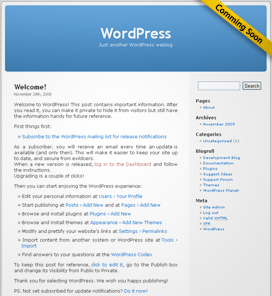 Comming Soon
WordPress
Just another WordPress weblog
Welcome!
November 24th, 2009
Welcome to WordPress! This post contains important information. After
you read it, you can make it private to hide it from visitors but still have
the information handy for future reference.
First things first:
» Subscribe to the WordPress mailing list for release notifications
As a subscriber, you will receive an email every time an update is
available (and only then). This will make it easier to keep your site up
to date, and secure from evildoers.
When a new version is released, log in to the Dashboard and follow
the instructions.
Upgrading is a couple of clicks!
Then you can start enjoying the WordPress experience:
» Edit your personal information at Users › Your Profile
» Start publishing at Posts › Add New and at Pages › Add New
» Browse and install plugins at Plugins › Add New
» Browse and install themes at Appearance › Add New Themes
» Modify and prettify your website's links at Settings › Permalinks
» Import content from another system or WordPress site at Tools ›
Import
» Find answers to your questions at the WordPress Codex
To keep this post for reference, click to edit it, go to the Publish box
and change its Visibility from Public to Private.
Thank you for selecting WordPress. We wish you happy publishing!
PS. Not yet subscribed for update notifications? Do it now!
Search
Pages
» About
Archives
» November 2009
Categories
» Uncategorized (1)
Blogroll
» Development Blog
» Documentation
» Plugins
» Suggest Ideas
» Support Forum
» Themes
» WordPress Planet
Meta
» Site Admin
» Log out
» Valid XHTML
» XFN
» WordPress